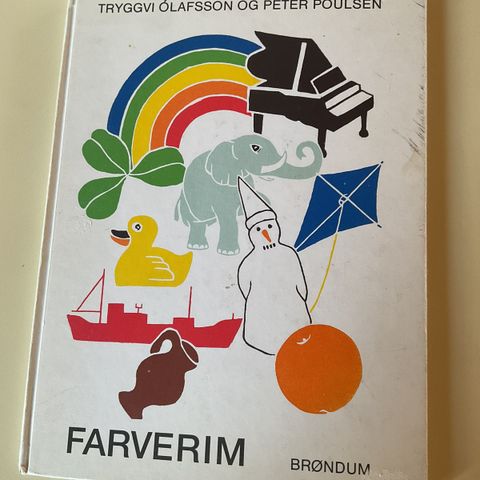 TRYGGVI ÓLAFSSON OG PETER POULSEN
FARVERIM
BRØNDUM